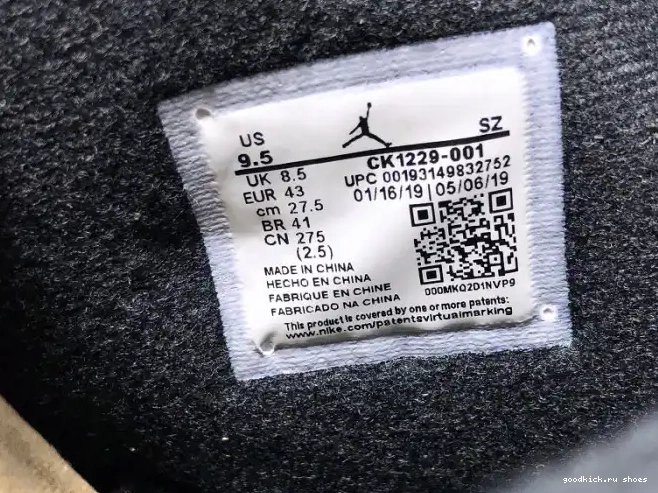 US SZ
9.5 CK1229-001
UK 8.5 UPC 00193149832752
EUR 43 01/16/19 | 05/06/19
cm 27.5
BR 41
CN 275
(2.5)
MADE IN CHINA
HECHO EN CHINA
FABRIQUE EN CHINE
FABRICADO NA CHINA
000MKQ2D1NVP9
This product is covered by one or more patents:
www.nike.com/patentsvirtualmarking
goodkick.ru shoes